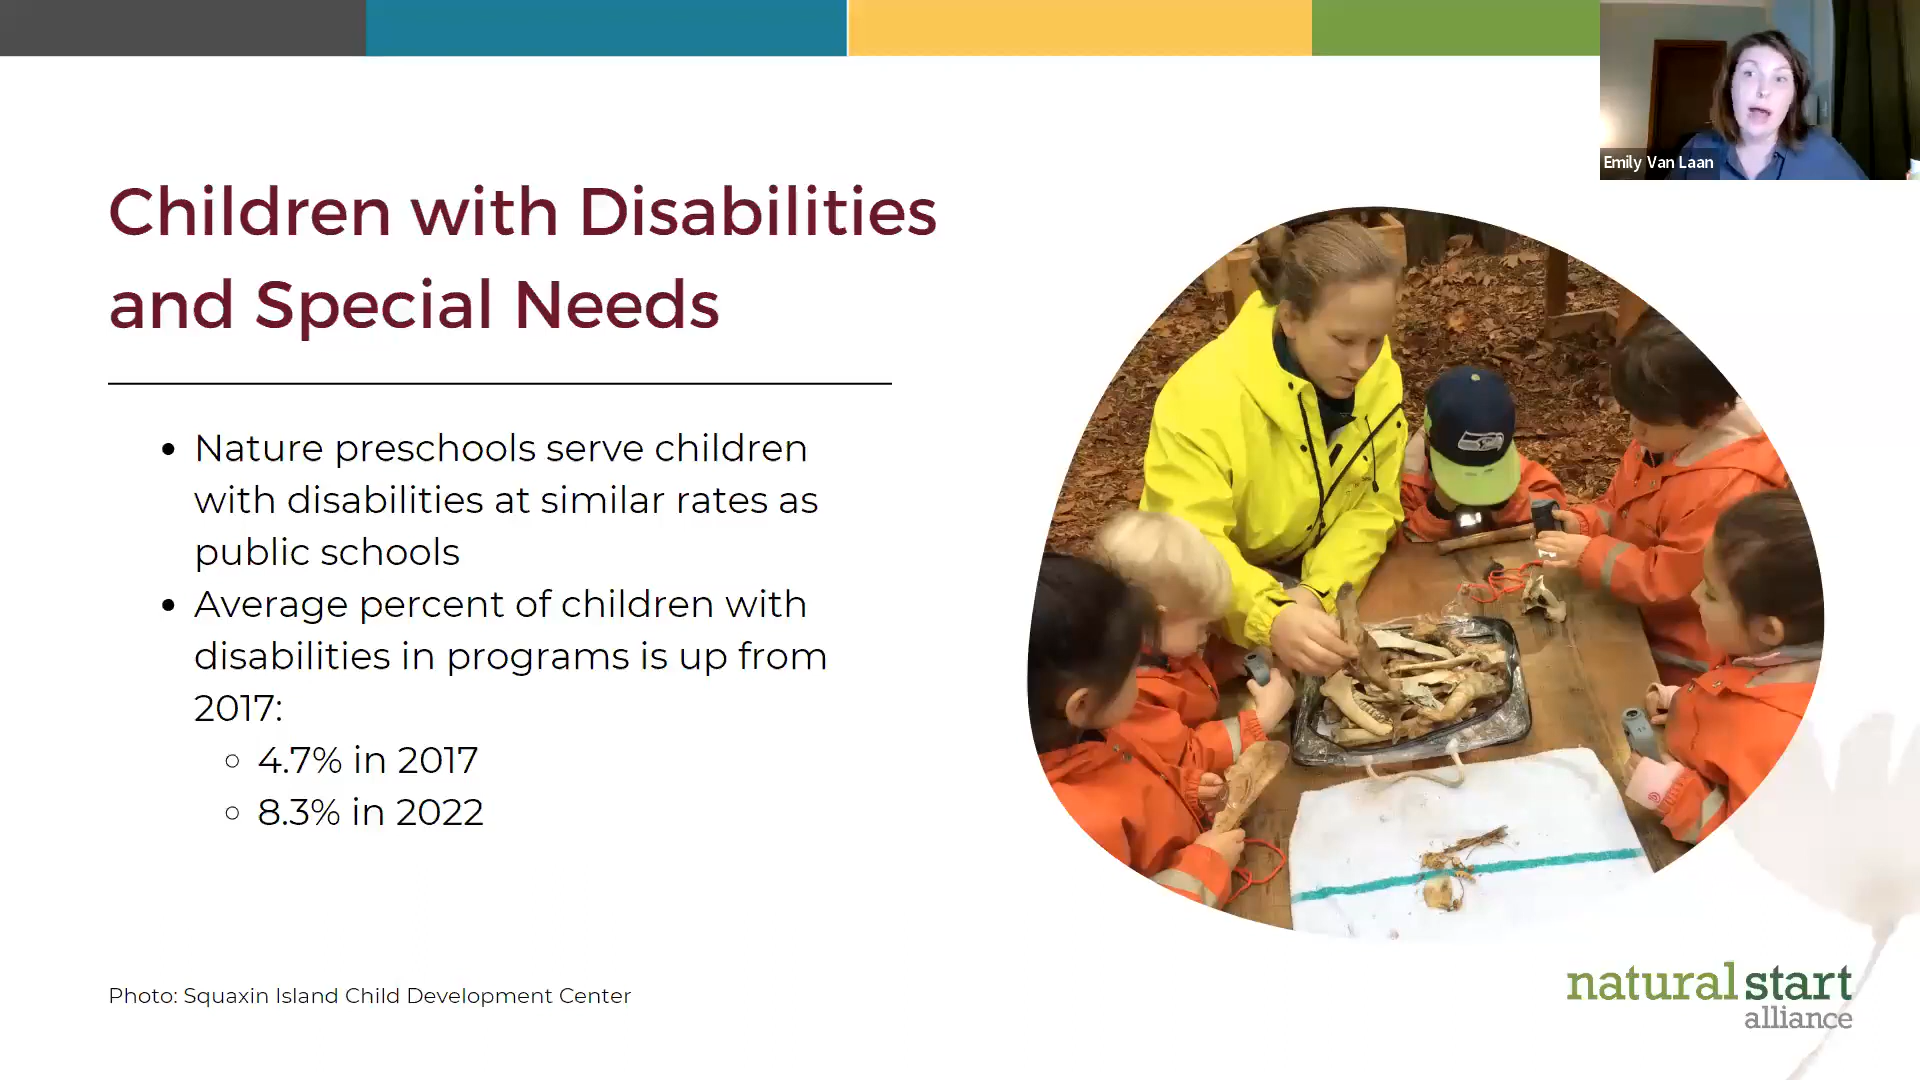 Emily Van Laan
Children with Disabilities
and Special Needs
• Nature preschools serve children
with disabilities at similar rates as
public schools
• Average percent of children with
disabilities in programs is up from
2017:
◦ 4.7% in 2017
◦ 8.3% in 2022
Photo: Squaxin Island Child Development Center
naturalstart
alliance